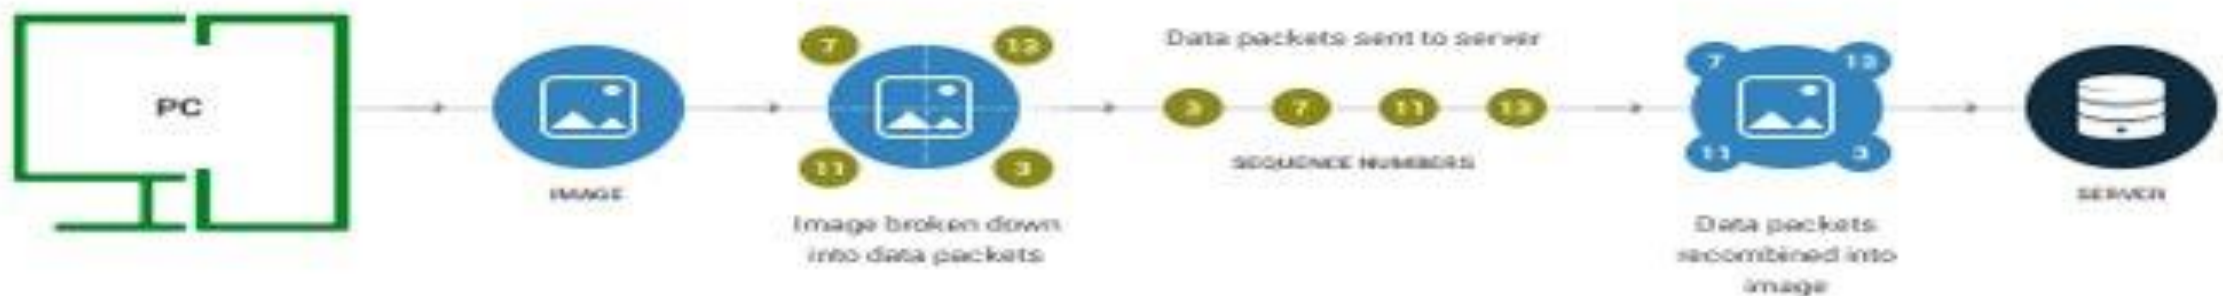 PC
IMAGE
7
13
11
3
Image broken down
into data packets
Data packets sent to server
3
7
11
13
SEQUENCE NUMBERS
7
13
11
3
Data packets
recombined into
image
SERVER